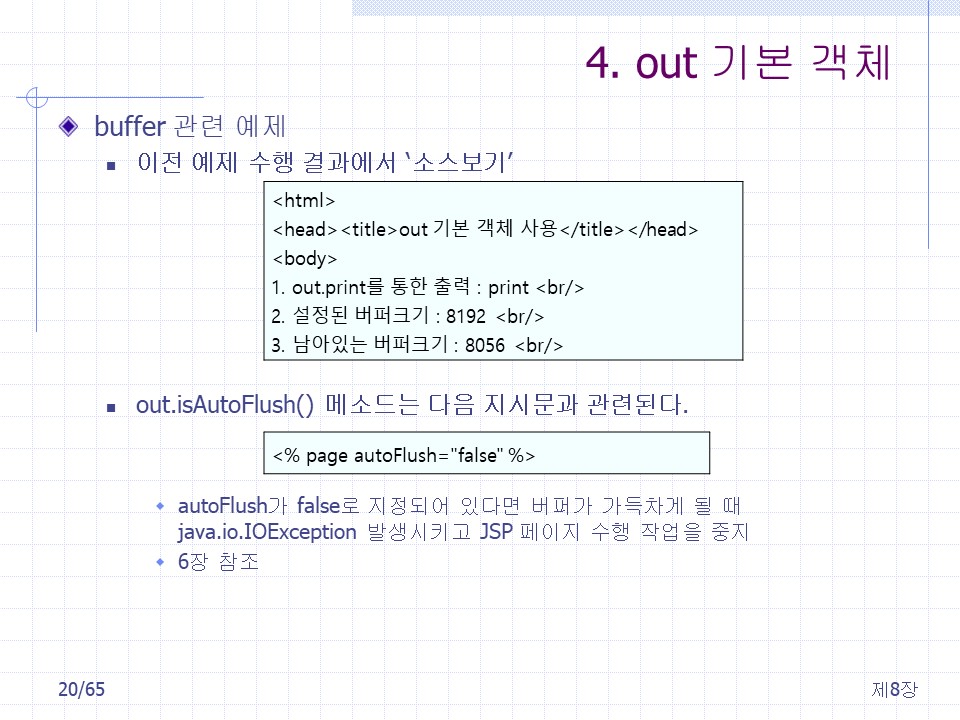 4. out 기본 객체
buffer 관련 예제
이전 예제 수행 결과에서 ‘소스보기’
<html>
<head><title>out 기본 객체 사용</title></head>
<body>
1. out.print를 통한 출력 : print <br/>
2. 설정된 버퍼크기 : 8192 <br/>
3. 남아있는 버퍼크기 : 8056 <br/>
out.isAutoFlush() 메소드는 다음 지시문과 관련된다.
<% page autoFlush="false" %>
autoFlush가 false로 지정되어 있다면 버퍼가 가득차게 될 때
java.io.IOException 발생시키고 JSP 페이지 수행 작업을 중지
6장 참조
20/65
제8장